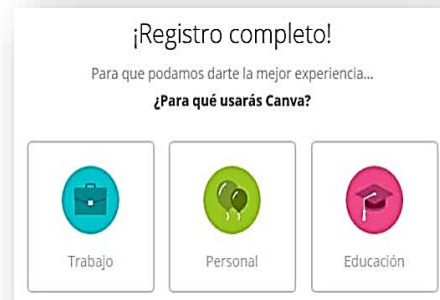 ¡Registro completo!
Para que podamos darte la mejor experiencia...
¿Para qué usarás Canva?
Trabajo
Personal
Educación